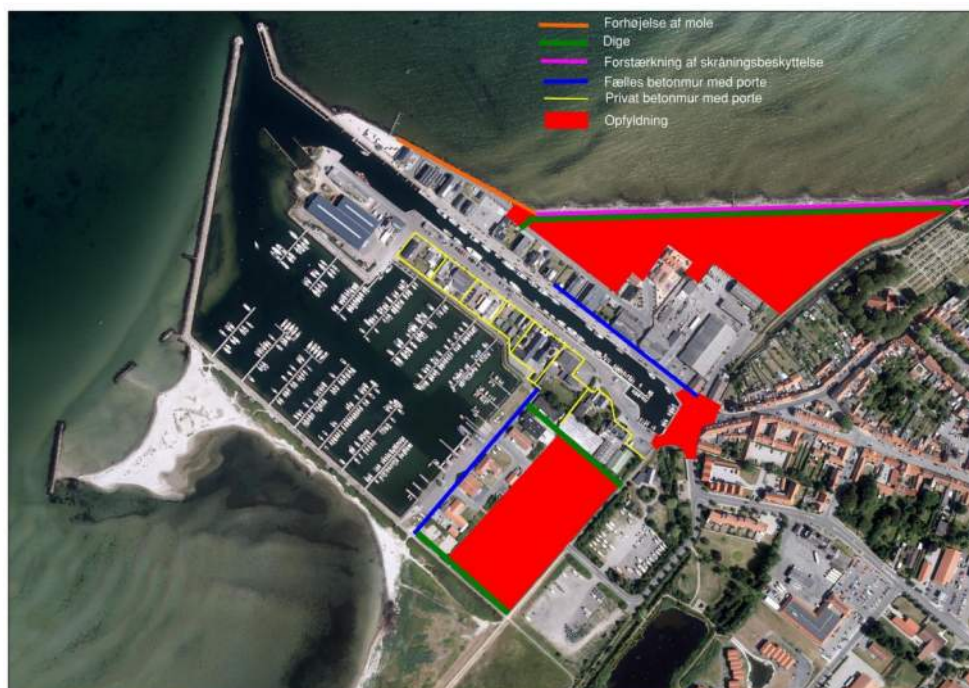 Forhøjelse af mole
Dige
Forstærkning af skråningsbeskyttelse
Fælles betonmur med porte
Privat betonmur med porte
Opfyldning